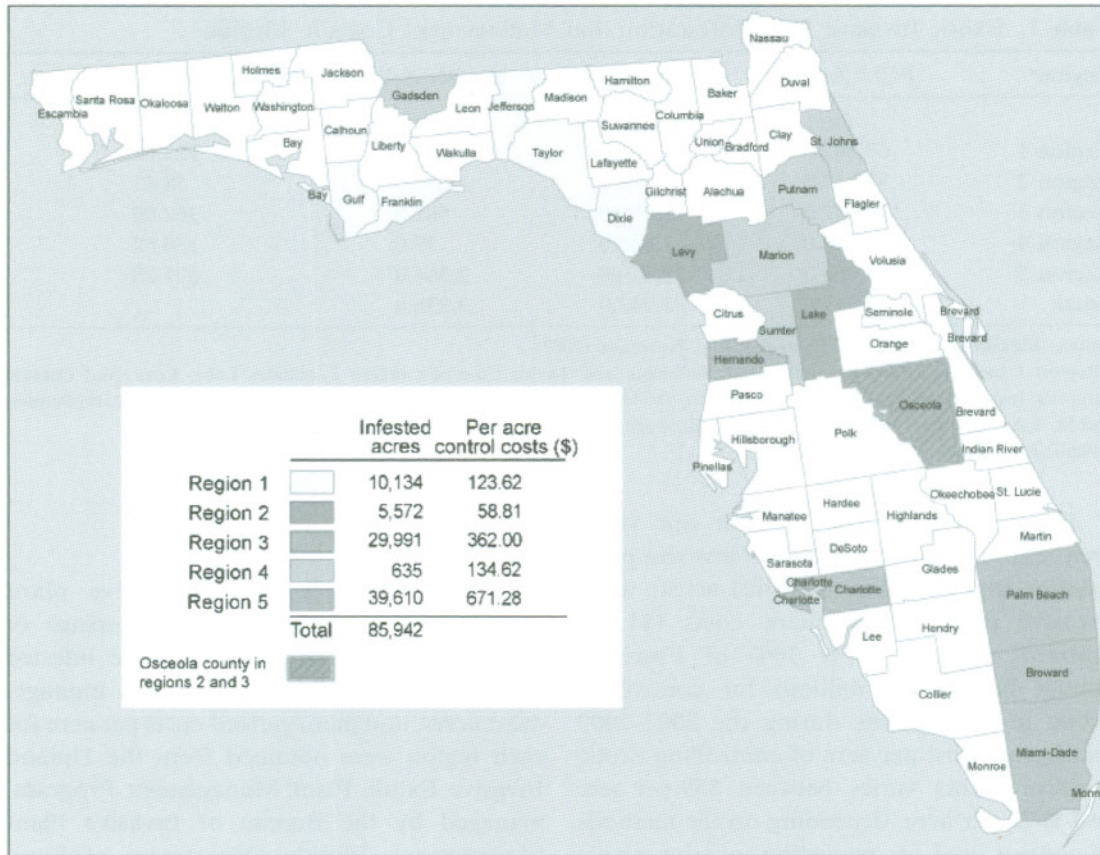 Nassau
Holmes
Jackson
Hamilton
Duval
Gadsden
Escambia
Santa Rosa
Okaloosa
Walton
Washington
Leon
Jefferson
Madison
Baker
Calhoun
Suwannee
Columbia
Bay
Liberty
Wakulla
Taylor
Lafayette
Union
Bradford
Clay
St. Johns
Bay
Gulf
Franklin
Gilchrist
Alachua
Putnam
Dixie
Flagler
Levy
Marion
Volusia
Citrus
Lake
Seminole
Brevard
Sumter
Orange
Brevard
Hernando
Pasco
Osceola
Brevard
Polk
Hillsborough
Indian River
Pinellas
Okeechobee
St. Lucie
Manatee
Hardee
Highlands
Martin
Sarasota
DeSoto
Glades
Charlotte
Charlotte
Charlotte
Palm Beach
Lee
Hendry
Broward
Collier
Miami-Dade
Monroe
Infested Per acre
acres control costs ($)
Region 1 10,134 123.62
Region 2 5,572 58.81
Region 3 29,991 362.00
Region 4 635 134.62
Region 5 39,610 671.28
Total 85,942
Osceola county in
regions 2 and 3